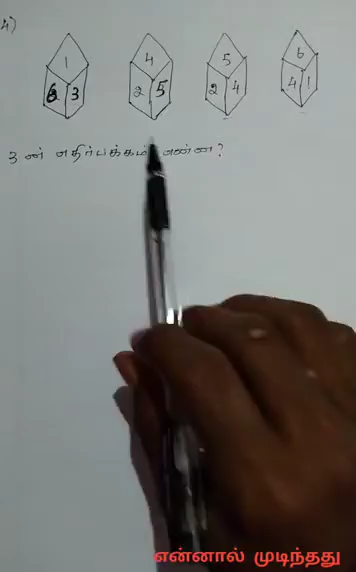 4)
1 4 5 6
6 3 2 5 2 4 4 1
3 ன் எதிர்பக்கம் என்ன?
என்னால் முடிந்தது